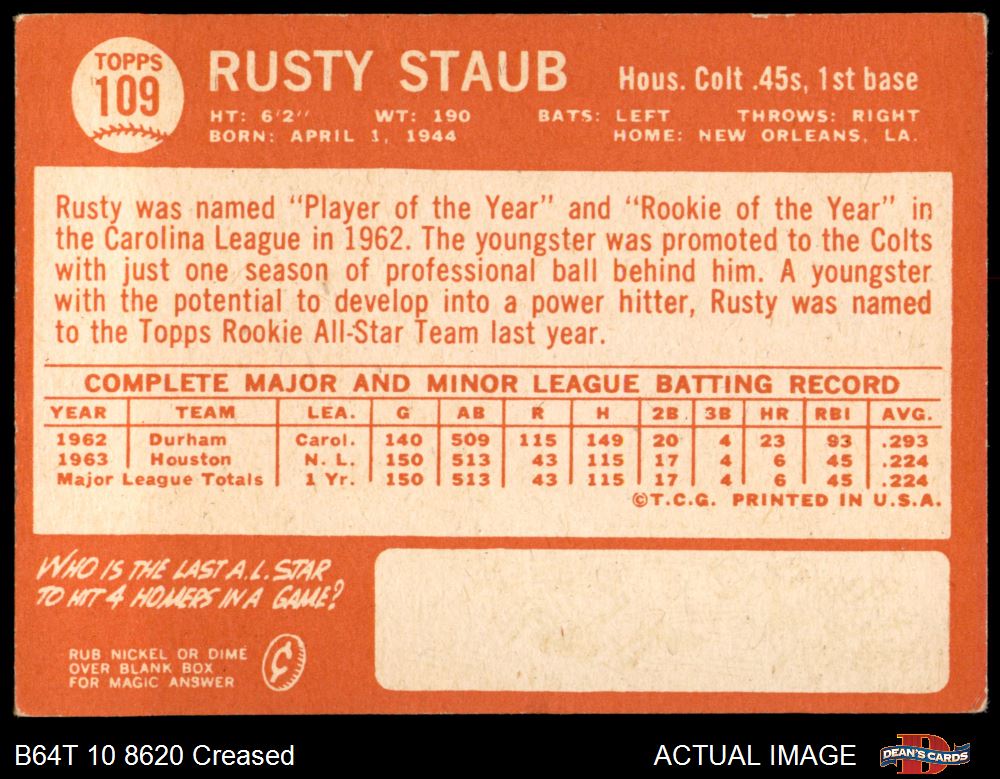 TOPPS
109
RUSTY STAUB
Hous. Colt .45s, 1st base
HT: 6'2" WT: 190 BATS: LEFT THROWS: RIGHT
BORN: APRIL 1, 1944 HOME: NEW ORLEANS, LA.
Rusty was named "Player of the Year" and "Rookie of the Year" in
the Carolina League in 1962. The youngster was promoted to the Colts
with just one season of professional ball behind him. A youngster
with the potential to develop into a power hitter, Rusty was named
to the Topps Rookie All-Star Team last year.
COMPLETE MAJOR AND MINOR LEAGUE BATTING RECORD
YEAR TEAM LEA. G AB R H 2B 3B HR RBI AVG.
1962 Durham Carol. 140 509 115 149 20 4 23 93 .293
1963 Houston N. L. 150 513 43 115 17 4 6 45 .224
Major League Totals 1 Yr. 150 513 43 115 17 4 6 45 .224
©T.C.G. PRINTED IN U.S.A.
WHO IS THE LAST A.L. STAR
TO HIT 4 HOMERS IN A GAME?
RUB NICKEL OR DIME
OVER BLANK BOX
FOR MAGIC ANSWER
¢
B64T 10 8620 Creased
ACTUAL IMAGE
D
DEAN'S CARDS